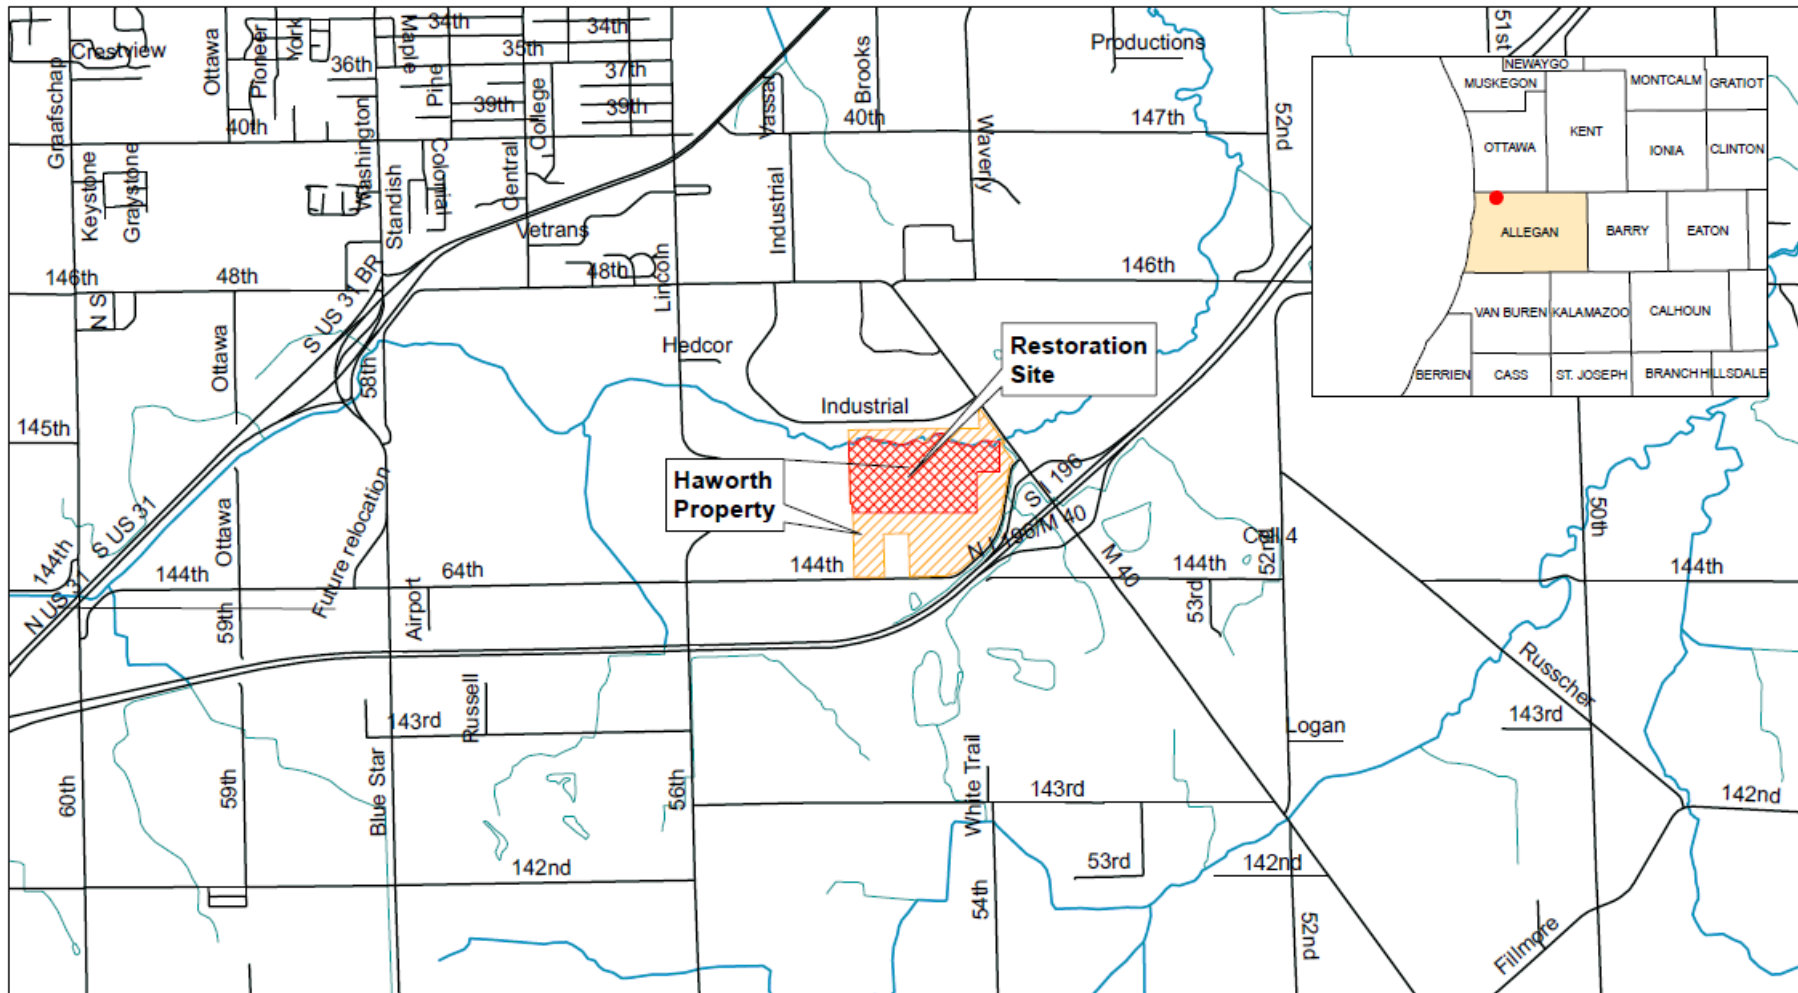 34th
34th
51st
Crestview
Ottawa
Pioneer
York
36th
Maple
35th
Productions
Pine
37th
Brooks
Graafschap
39th
39th
College
40th
Washington
Vassar
40th
147th
52nd
Keystone
Graystone
Standish
Colonial
Central
Industrial
Waverly
Vetrans
146th
48th
48th
Lincoln
146th
N S
S US 31 BR
Ottawa
58th
Hedcor
Restoration
Site
Industrial
145th
Haworth
Property
S I 196
N I 196/M 40
M 40
S US 31
Ottawa
Future relocation
50th
Cell 4
52nd
144th
N US 31
144th
64th
144th
144th
144th
59th
Airport
53rd
Russcher
143rd
Russell
143rd
Logan
60th
59th
Blue Star
56th
White Trail
143rd
142nd
142nd
53rd
142nd
54th
52nd
Fillmore
NEWAYGO
MUSKEGON
MONTCALM
GRATIOT
KENT
OTTAWA
IONIA
CLINTON
ALLEGAN
BARRY
EATON
VAN BUREN
KALAMAZOO
CALHOUN
BERRIEN
CASS
ST. JOSEPH
BRANCH
HILLSDALE